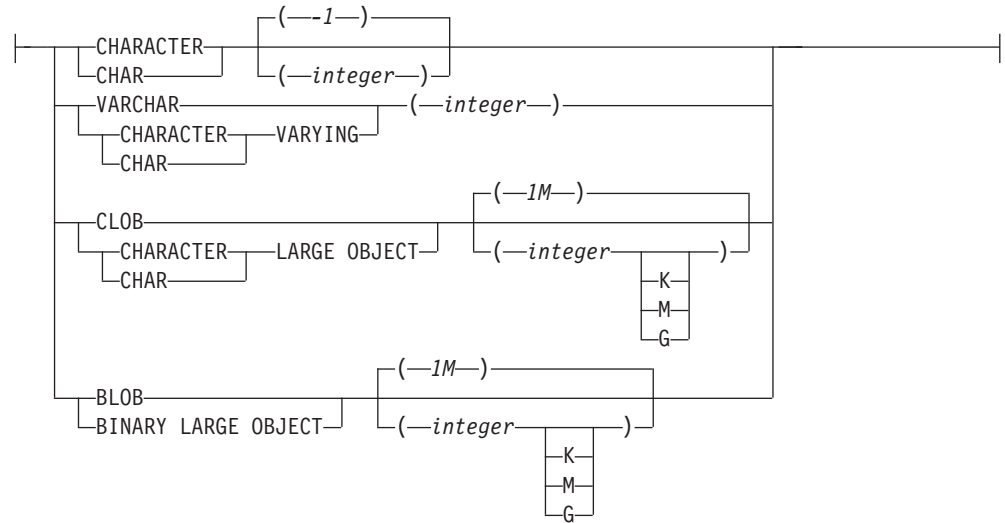 ( -1 )
CHARACTER
CHAR ( integer )
VARCHAR ( integer )
CHARACTER VARYING
CHAR
( 1M )
CLOB
CHARACTER LARGE OBJECT ( integer )
CHAR
K
M
G
( 1M )
BLOB
BINARY LARGE OBJECT ( integer )
K
M
G